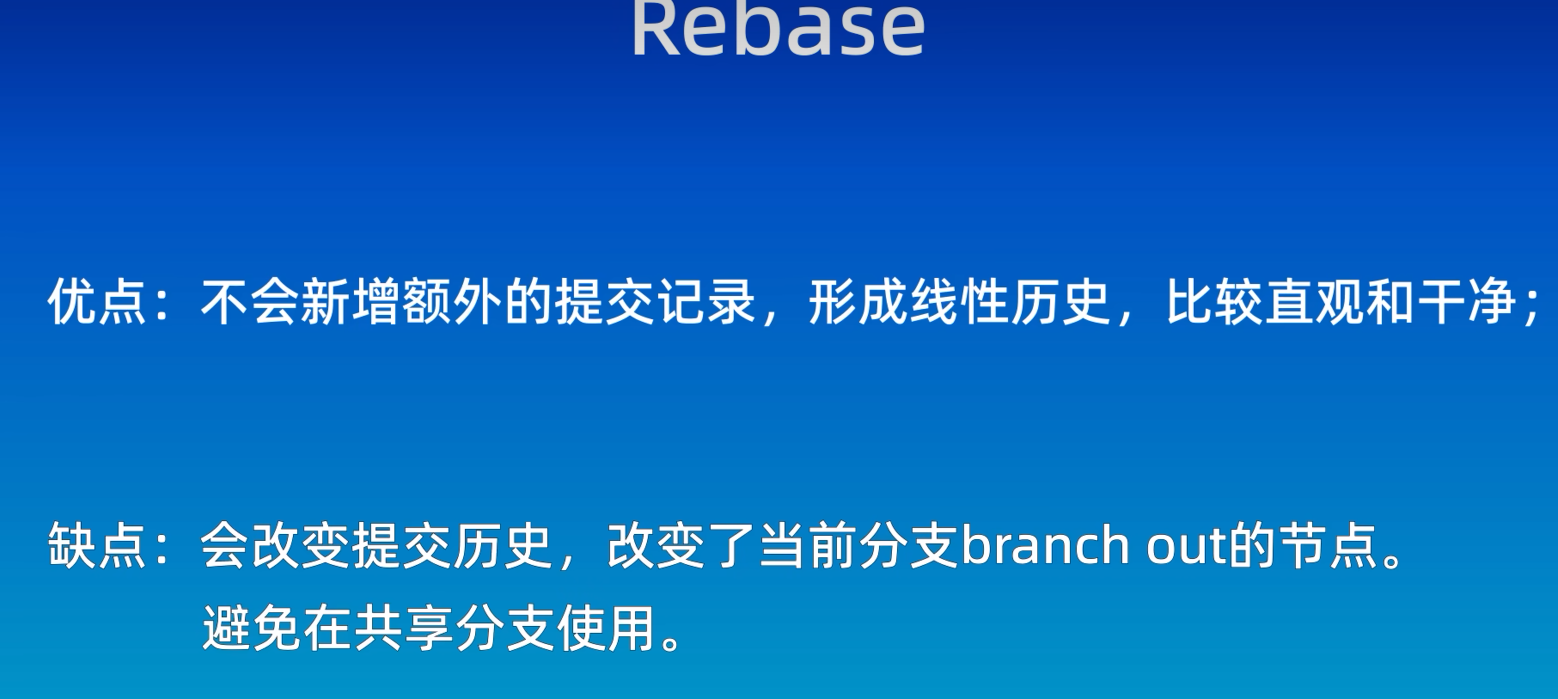 Rebase
优点：不会新增额外的提交记录，形成线性历史，比较直观和干净；
缺点：会改变提交历史，改变了当前分支branch out的节点。
避免在共享分支使用。